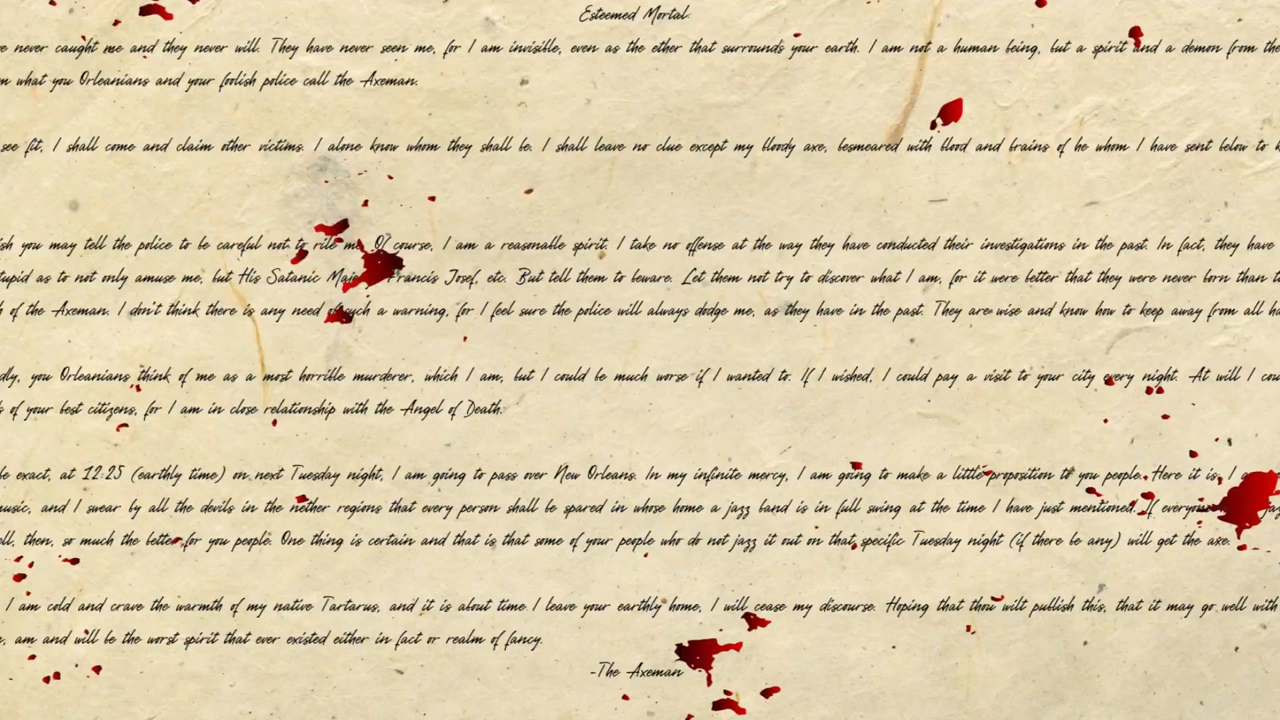 Esteemed Mortal:
never caught me and they never will. They have never seen me, for I am invisible, even as the ether that surrounds your earth. I am not a human being, but a spirit and a demon from the
what you Orleanians and your foolish police call the Axeman.
see fit, I shall come and claim other victims. I alone know whom they shall be. I shall leave no clue except my bloody axe, besmeared with blood and brains of he whom I have sent below to
you may tell the police to be careful not to rile me. Of course, I am a reasonable spirit. I take no offense at the way they have conducted their investigations in the past. In fact, they have
as to not only amuse me, but His Satanic Francis Josef, etc. But tell them to beware. Let them not try to discover what I am, for it were better that they were never born than
of the Axeman. I don't think there is any need of such a warning, for I feel sure the police will always dodge me, as they have in the past. They are wise and know how to keep away from all
you Orleanians think of me as a most horrible murderer, which I am, but I could be much worse if I wanted to. If I wished, I could pay a visit to your city every night. At will I
of your best citizens, for I am in close relationship with the Angel of Death.
exact, at 12:25 (earthly time) on next Tuesday night, I am going to pass over New Orleans. In my infinite mercy, I am going to make a little proposition to you people. Here it is: I
music, and I swear by all the devils in the nether regions that every person shall be spared in whose home a jazz band is in full swing at the time I have just mentioned. If
then, so much the better for you people. One thing is certain and that is that some of your people who do not jazz it out on that specific Tuesday night (if there be any) will get the axe.
I am cold and crave the warmth of my native Tartarus, and it is about time I leave your earthly home, I will cease my discourse. Hoping that thou wilt publish this, that it may go well with
am and will be the worst spirit that ever existed either in fact or realm of fancy.
-The Axeman